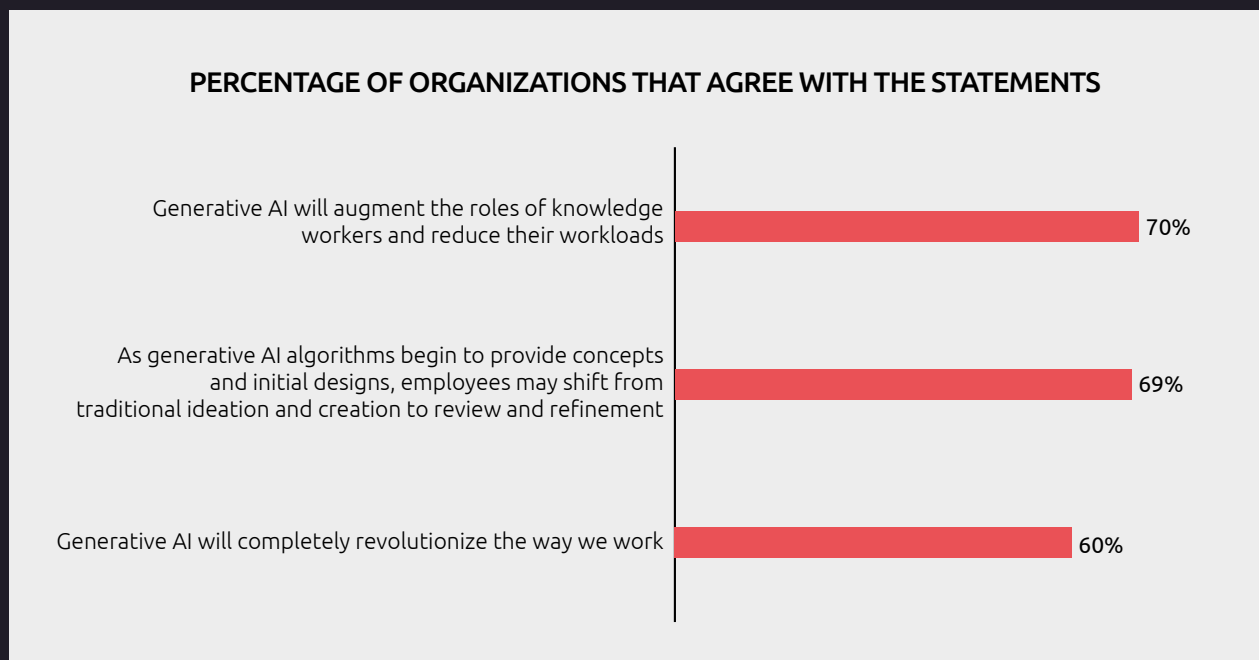 PERCENTAGE OF ORGANIZATIONS THAT AGREE WITH THE STATEMENTS
Generative AI will augment the roles of knowledge
workers and reduce their workloads
70%
As generative AI algorithms begin to provide concepts
and initial designs, employees may shift from
traditional ideation and creation to review and refinement
69%
Generative AI will completely revolutionize the way we work
60%